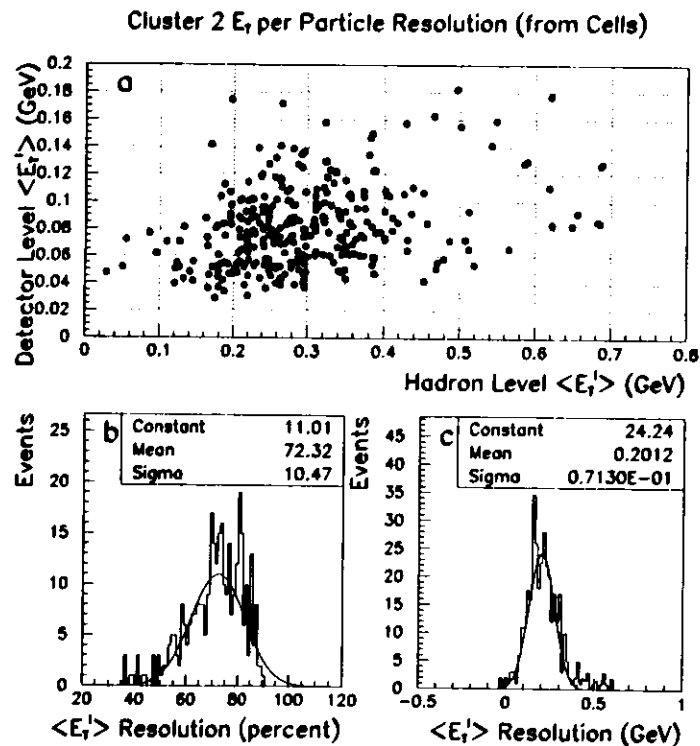 Cluster 2 E_T per Particle Resolution (from Cells)
a
Detector Level <E_T^i> (GeV)
0.2
0.18
0.16
0.14
0.12
0.1
0.08
0.06
0.04
0.02
0
0 0.1 0.2 0.3 0.4 0.5 0.6 0.7 0.8
Hadron Level <E_T^i> (GeV)
b
Events
25
20
15
10
5
0
Constant 11.01
Mean 72.32
Sigma 10.47
20 40 60 80 100 120
<E_T^i> Resolution (percent)
c
Events
45
40
35
30
25
20
15
10
5
0
Constant 24.24
Mean 0.2012
Sigma 0.7130E-01
-0.5 0 0.5 1
<E_T^i> Resolution (GeV)